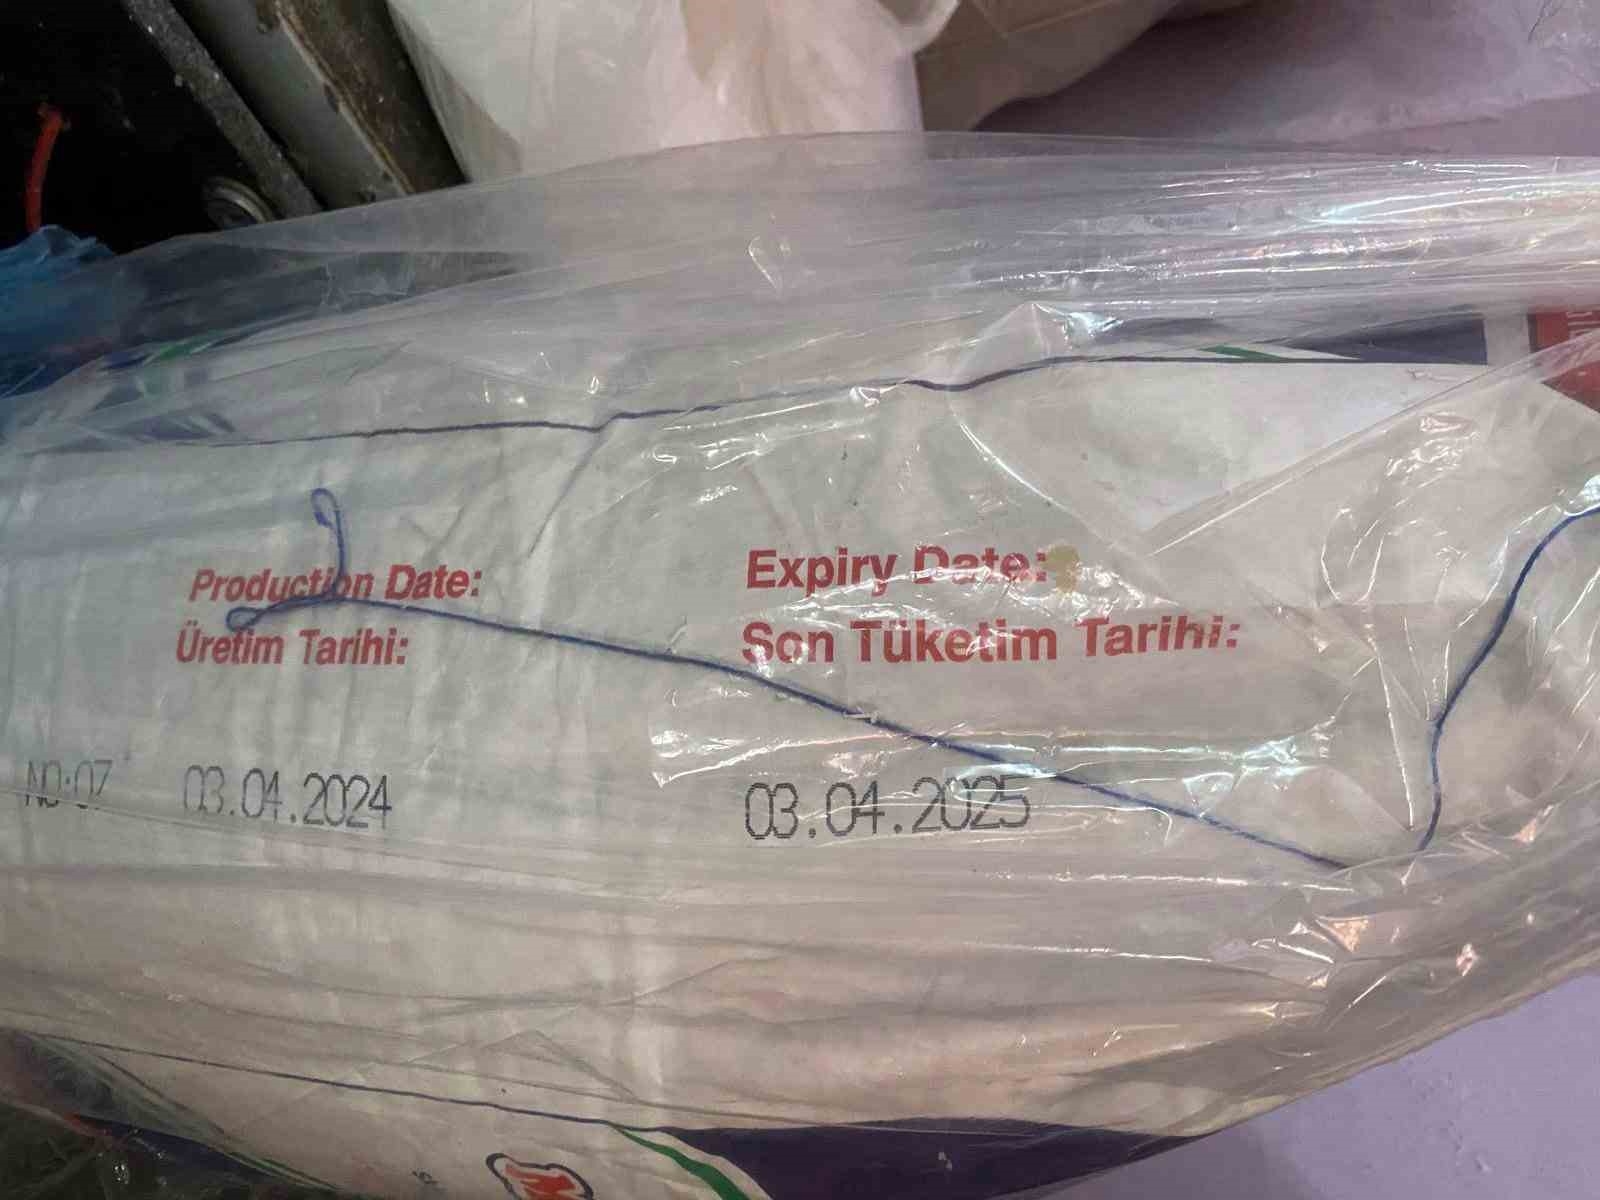 Production Date:
Üretim Tarihi:
Expiry Date:
Son Tüketim Tarihi:
NO:07 03.04.2024 03.04.2025